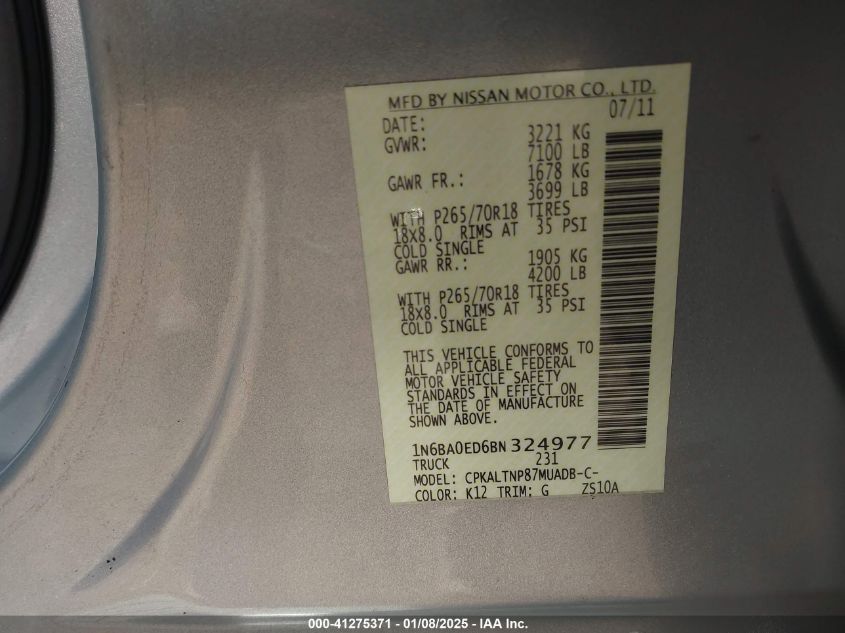 MFD BY NISSAN MOTOR CO., LTD.
DATE: 07/11
GVWR: 3221 KG
7100 LB
GAWR FR.: 1678 KG
3699 LB
WITH P265/70R18 TIRES
18X8.0 RIMS AT 35 PSI
COLD SINGLE
GAWR RR.: 1905 KG
4200 LB
WITH P265/70R18 TIRES
18X8.0 RIMS AT 35 PSI
COLD SINGLE
THIS VEHICLE CONFORMS TO
ALL APPLICABLE FEDERAL
MOTOR VEHICLE SAFETY
STANDARDS IN EFFECT ON
THE DATE OF MANUFACTURE
SHOWN ABOVE.
1N6BA0ED6BN324977
TRUCK 231
MODEL: CPKALTNP87MUADB-C-
COLOR: K12 TRIM: G ZS10A
000-41275371 - 01/08/2025 - IAA Inc.